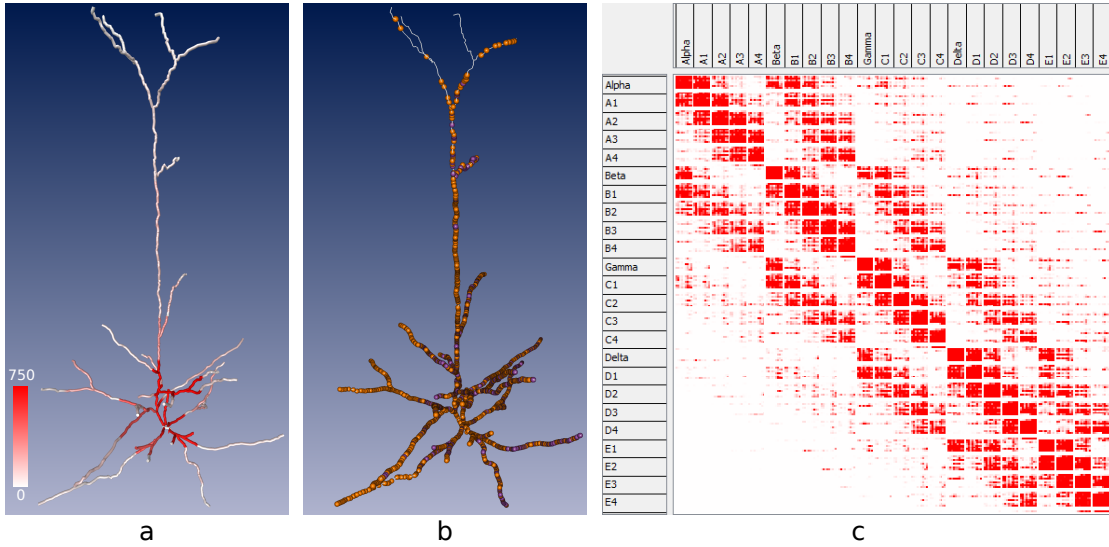 750
0
a
b
Alpha
A1
A2
A3
A4
Beta
B1
B2
B3
B4
Gamma
C1
C2
C3
C4
Delta
D1
D2
D3
D4
E1
E2
E3
E4
Alpha
A1
A2
A3
A4
Beta
B1
B2
B3
B4
Gamma
C1
C2
C3
C4
Delta
D1
D2
D3
D4
E1
E2
E3
E4
c